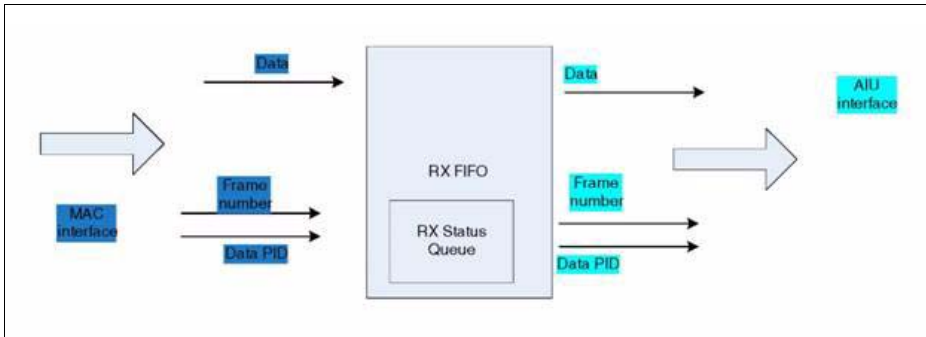 Data
Data
AIU
interface
RX FIFO
Frame
number
Frame
number
MAC
interface
RX Status
Queue
Data PID
Data PID